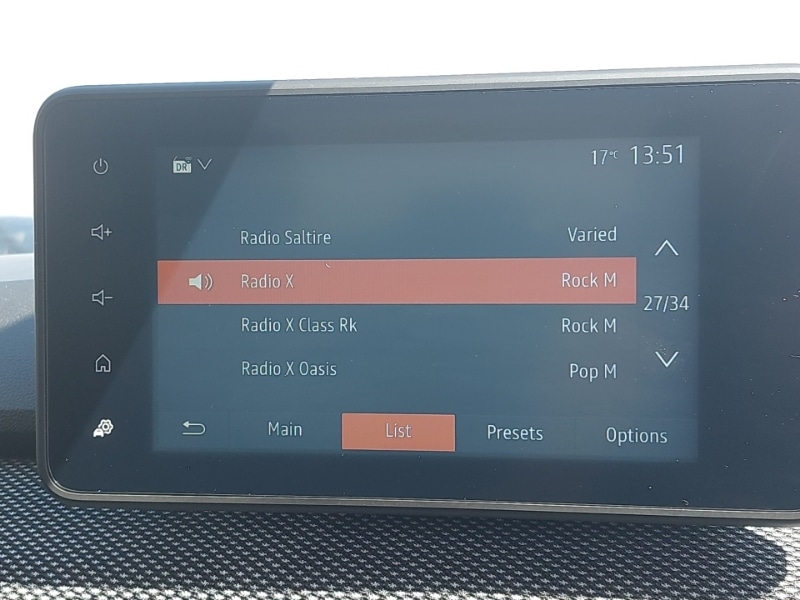 DR 17°C 13:51
Radio Saltire Varied
Radio X Rock M
Radio X Class Rk Rock M
27/34
Radio X Oasis Pop M
Main List Presets Options